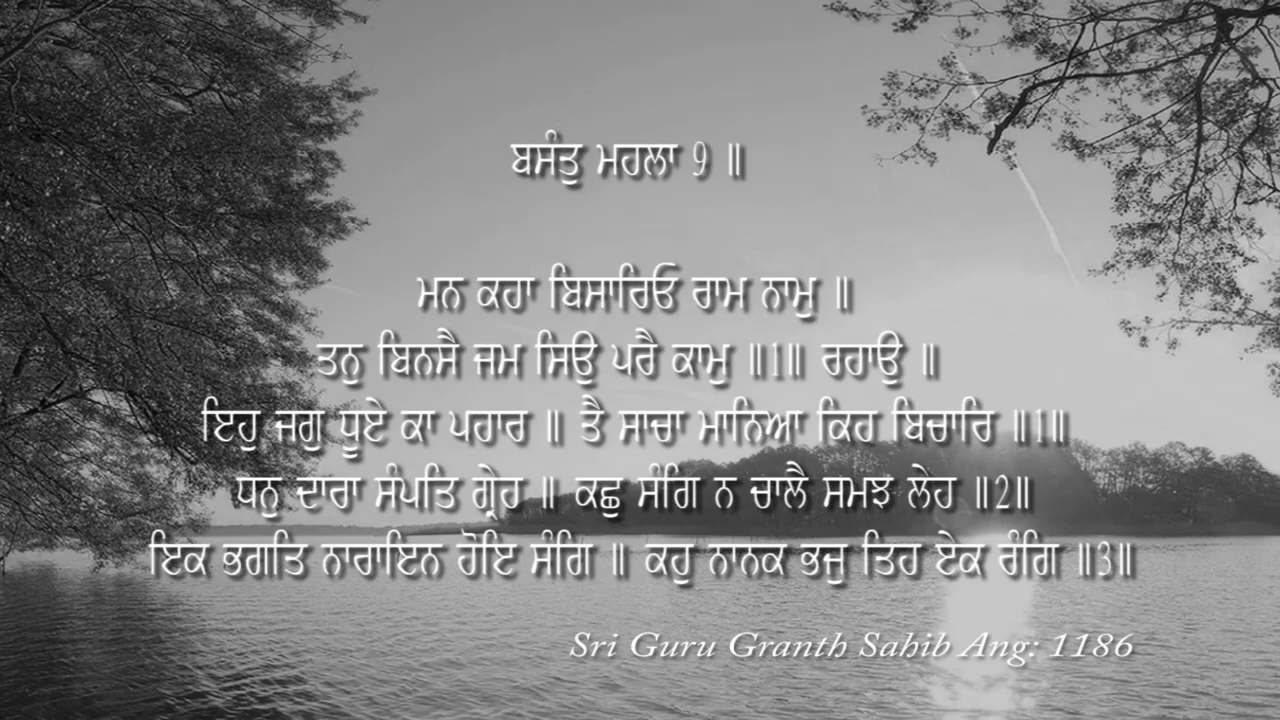 ਬਸੰਤੁ ਮਹਲਾ 9 ॥
ਮਨ ਕਹਾ ਬਿਸਾਰਿਓ ਰਾਮ ਨਾਮੁ ॥
ਤਨੁ ਬਿਨਸੈ ਜਮ ਸਿਉ ਪਰੈ ਕਾਮੁ ॥1॥ ਰਹਾਉ ॥
ਇਹੁ ਜਗੁ ਧੂਏ ਕਾ ਪਹਾਰ ॥ ਤੈ ਸਾਚਾ ਮਾਨਿਆ ਕਿਹ ਬਿਚਾਰਿ ॥1॥
ਧਨੁ ਦਾਰਾ ਸੰਪਤਿ ਗ੍ਰੇਹ ॥ ਕਛੁ ਸੰਗਿ ਨ ਚਾਲੈ ਸਮਝ ਲੇਹ ॥2॥
ਇਕ ਭਗਤਿ ਨਾਰਾਇਨ ਹੋਇ ਸੰਗਿ ॥ ਕਹੁ ਨਾਨਕ ਭਜੁ ਤਿਹ ਏਕ ਰੰਗਿ ॥3॥
Sri Guru Granth Sahib Ang: 1186